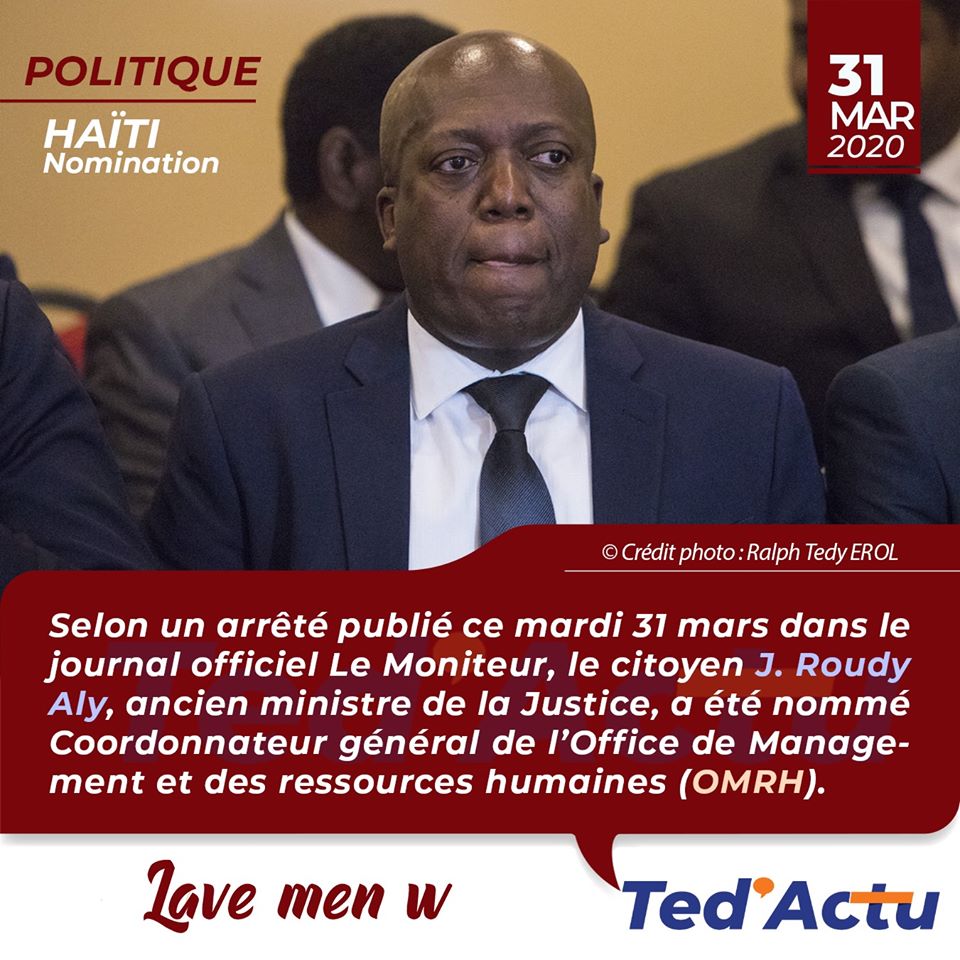 POLITIQUE
HAÏTI
Nomination
31
MAR
2020
© Crédit photo : Ralph Tedy EROL
Selon un arrêté publié ce mardi 31 mars dans le
journal officiel Le Moniteur, le citoyen J. Roudy
Aly, ancien ministre de la Justice, a été nommé
Coordonnateur général de l’Office de Manage-
ment et des ressources humaines (OMRH).
Lave men w
Ted'Actu